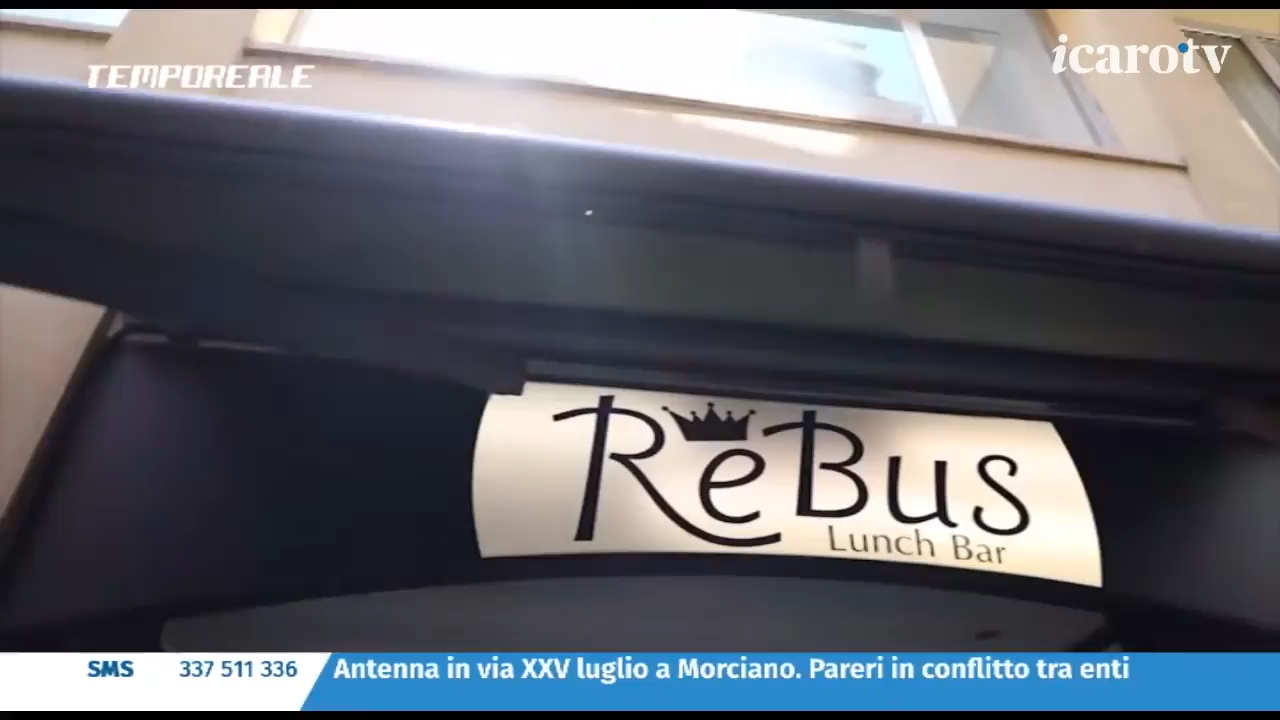 TEMPOREALE
icarotv
ReBus
Lunch Bar
SMS 337 511 336
Antenna in via XXV luglio a Morciano. Pareri in conflitto tra enti